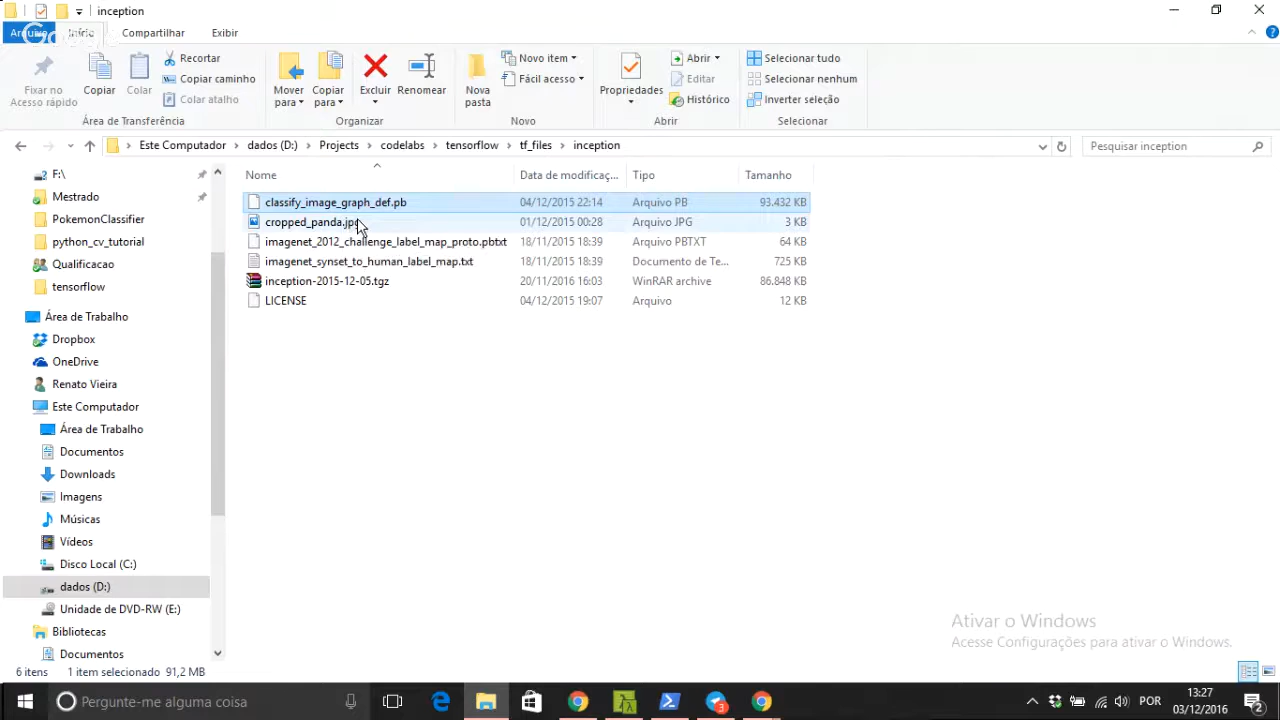 inception
Arquivo Início Compartilhar Exibir
Google
Fixar no Acesso rápido
Copiar
Colar
Recortar
Copiar caminho
Colar atalho
Mover para
Copiar para
Excluir
Renomear
Nova pasta
Novo item
Fácil acesso
Propriedades
Abrir
Editar
Histórico
Selecionar tudo
Selecionar nenhum
Inverter seleção
Área de Transferência Organizar Novo Abrir Selecionar
Este Computador dados (D:) Projects codelabs tensorflow tf_files inception
Pesquisar inception
F:\
Mestrado
PokemonClassifier
python_cv_tutorial
Qualificacao
tensorflow
Área de Trabalho
Dropbox
OneDrive
Renato Vieira
Este Computador
Área de Trabalho
Documentos
Downloads
Imagens
Músicas
Vídeos
Disco Local (C:)
dados (D:)
Unidade de DVD-RW (E:)
Bibliotecas
Documentos
Nome Data de modificaç... Tipo Tamanho
classify_image_graph_def.pb 04/12/2015 22:14 Arquivo PB 93.432 KB
cropped_panda.jpg 01/12/2015 00:28 Arquivo JPG 3 KB
imagenet_2012_challenge_label_map_proto.pbtxt 18/11/2015 18:39 Arquivo PBTXT 64 KB
imagenet_synset_to_human_label_map.txt 18/11/2015 18:39 Documento de Te... 725 KB
inception-2015-12-05.tgz 20/11/2016 16:03 WinRAR archive 86.848 KB
LICENSE 04/12/2015 19:07 Arquivo 12 KB
Ativar o Windows
Acesse Configurações para ativar o Windows.
6 itens 1 item selecionado 91,2 MB
Pergunte-me alguma coisa
3
POR
13:27
03/12/2016
2